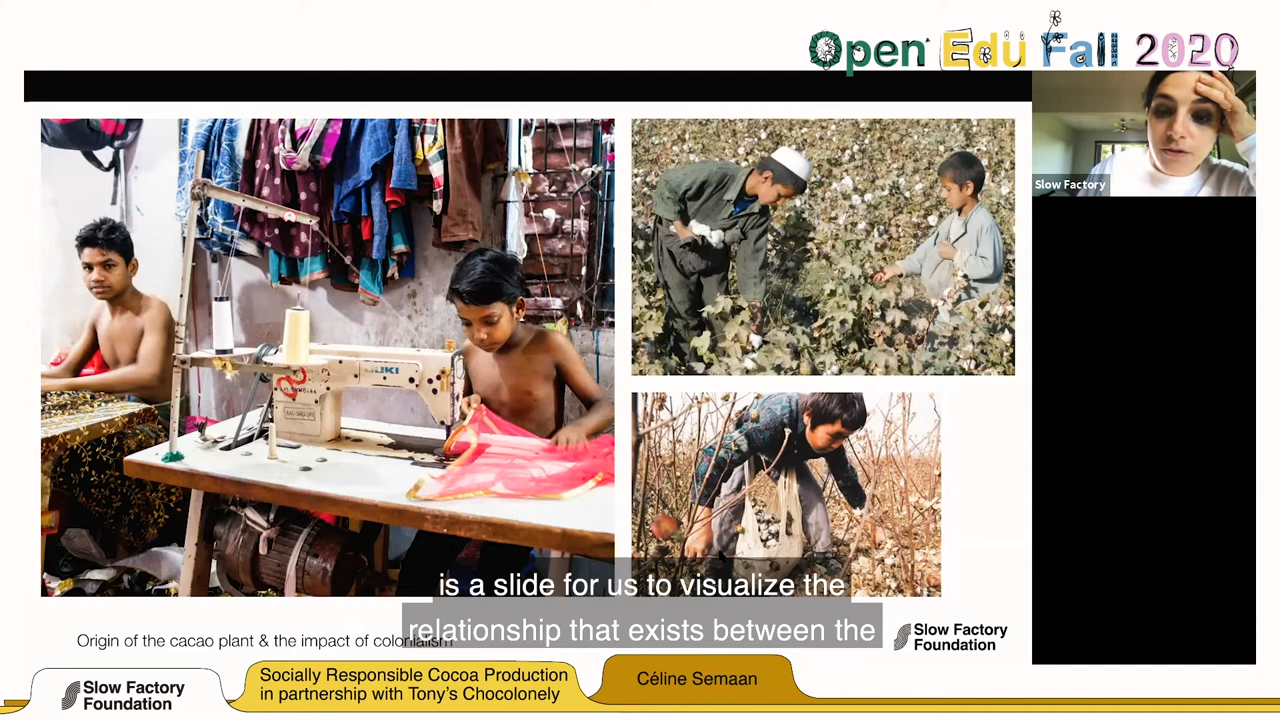 Open Edu Fall 2020
Slow Factory
JUKI
is a slide for us to visualize the
relationship that exists between the
Origin of the cacao plant & the impact of colonialism
Slow Factory
Foundation
Slow Factory
Foundation
Socially Responsible Cocoa Production
in partnership with Tony's Chocolonely
Céline Semaan